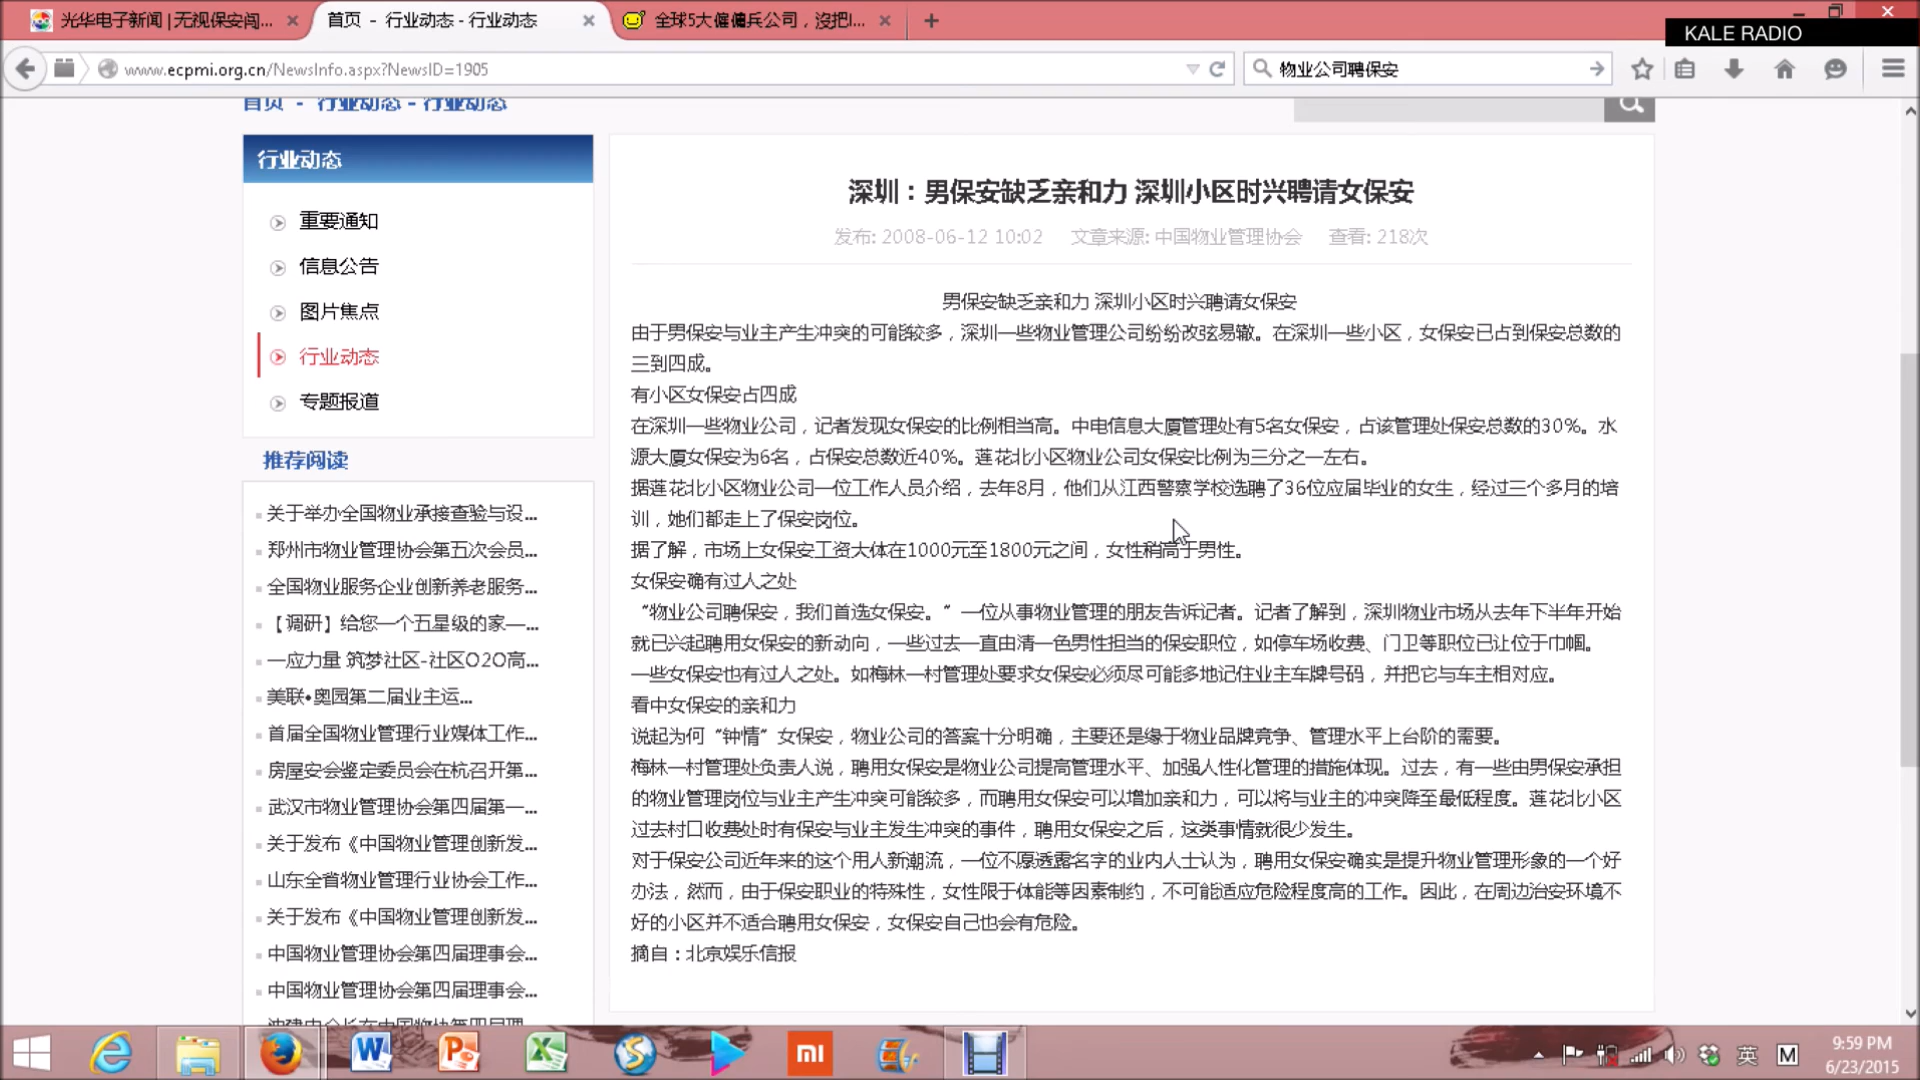 光华电子新闻 | 无视保安阋...
首页 - 行业动态 - 行业动态
全球5大僱傭兵公司，沒把I...
KALE RADIO
www.ecpmi.org.cn/NewsInfo.aspx?NewsID=1905
物业公司聘保安
首页 - 行业动态 - 行业动态
行业动态
重要通知
信息公告
图片焦点
行业动态
专题报道
推荐阅读
关于举办全国物业承接查验与设...
郑州市物业管理协会第五次会员...
全国物业服务企业创新养老服务...
【调研】给您一个五星级的家—...
一应力量 筑梦社区-社区O2O高...
美联•奥园第二届业主运...
首届全国物业管理行业媒体工作...
房屋安全鉴定委员会在杭召开第...
武汉市物业管理协会第四届第一...
关于发布《中国物业管理创新发...
山东全省物业管理行业协会工作...
关于发布《中国物业管理创新发...
中国物业管理协会第四届理事会...
中国物业管理协会第四届理事会...
深圳：男保安缺乏亲和力 深圳小区时兴聘请女保安
发布: 2008-06-12 10:02 文章来源: 中国物业管理协会 查看: 218次
男保安缺乏亲和力 深圳小区时兴聘请女保安
由于男保安与业主产生冲突的可能较多，深圳一些物业管理公司纷纷改弦易辙。在深圳一些小区，女保安已占到保安总数的
三到四成。
有小区女保安占四成
在深圳一些物业公司，记者发现女保安的比例相当高。中电信息大厦管理处有5名女保安，占该管理处保安总数的30%。水
源大厦女保安为6名，占保安总数近40%。莲花北小区物业公司女保安比例为三分之一左右。
据莲花北小区物业公司一位工作人员介绍，去年8月，他们从江西警察学校选聘了36位应届毕业的女生，经过三个多月的培
训，她们都走上了保安岗位。
据了解，市场上女保安工资大体在1000元至1800元之间，女性稍高于男性。
女保安确有过人之处
“物业公司聘保安，我们首选女保安。”一位从事物业管理的朋友告诉记者。记者了解到，深圳物业市场从去年下半年开始
就已兴起聘用女保安的新动向，一些过去一直由清一色男性担当的保安职位，如停车场收费、门卫等职位已让位于巾帼。
一些女保安也有过人之处。如梅林一村管理处要求女保安必须尽可能多地记住业主车牌号码，并把它与车主相对应。
看中女保安的亲和力
说起为何“钟情”女保安，物业公司的答案十分明确，主要还是缘于物业品牌竞争、管理水平上台阶的需要。
梅林一村管理处负责人说，聘用女保安是物业公司提高管理水平、加强人性化管理的措施体现。过去，有一些由男保安承担
的物业管理岗位与业主产生冲突可能较多，而聘用女保安可以增加亲和力，可以将与业主的冲突降至最低程度。莲花北小区
过去村口收费处时有保安与业主发生冲突的事件，聘用女保安之后，这类事情就很少发生。
对于保安公司近年来的这个用人新潮流，一位不愿透露名字的业内人士认为，聘用女保安确实是提升物业管理形象的一个好
办法，然而，由于保安职业的特殊性，女性限于体能等因素制约，不可能适应危险程度高的工作。因此，在周边治安环境不
好的小区并不适合聘用女保安，女保安自己也会有危险。
摘自：北京娱乐信报
英
M
9:59 PM
6/23/2015